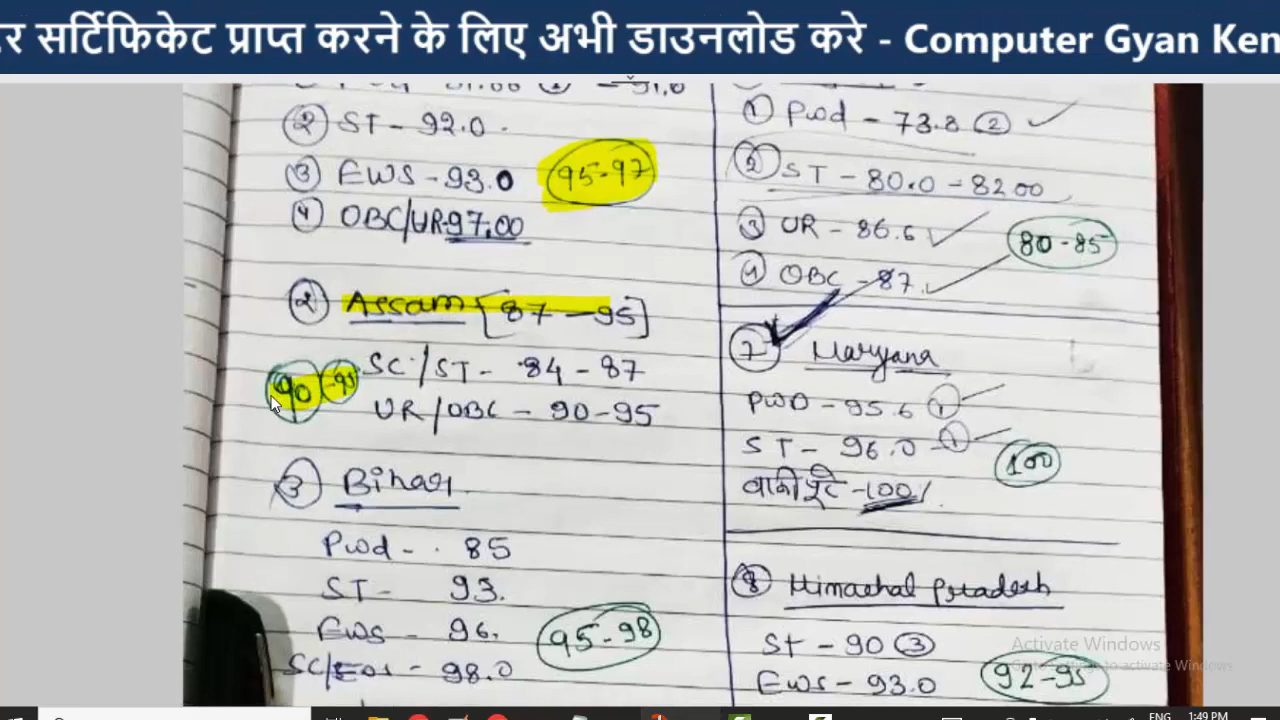 र सर्टिफिकेट प्राप्त करने के लिए अभी डाउनलोड करे - Computer Gyan Ken
② ST - 92.0
③ EWS - 93.0
95-97
④ OBC/UR-97.00
② Assam [87-95]
SC/ST - 84-87
90-95
UR/OBC - 90-95
③ Bihar
Pwd - 85
ST - 93.
EWS - 96.
95-98
SC/ - 98.0
① Pwd - 73.8 ②
② ST - 80.0 - 82.00
③ UR - 86.6
80-85
④ OBC - 87
⑦ Haryana
PWD - 95.6 ①
ST - 96.0 - ①
100
बाकी पूरे - 100%
⑧ Himachal Pradesh
ST - 90 ③
EWS - 93.0
92-95
Activate Windows
ENG 1:49 PM